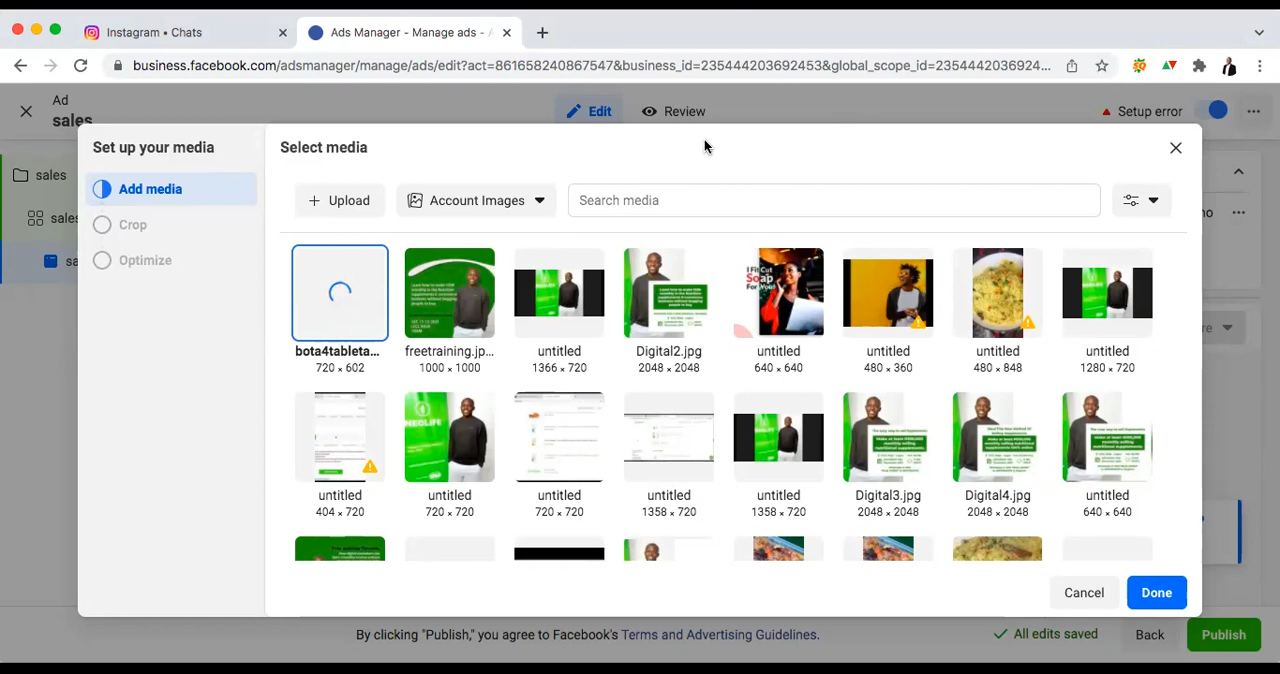 Instagram • Chats
Ads Manager - Manage ads -
business.facebook.com/adsmanager/manage/ads/edit?act=861658240867547&business_id=235444203692453&global_scope_id=2354442036924...
Ad
sales
Edit
Review
Setup error
Set up your media
Select media
sales
Add media
Upload
Account Images
Search media
Crop
sales
Optimize
sa
NEOLIFE
bota4tableta...
freetraining.jp...
untitled
Digital2.jpg
untitled
untitled
untitled
untitled
720 × 602
1000 × 1000
1366 × 720
2048 × 2048
640 × 640
480 × 360
480 × 848
1280 × 720
untitled
untitled
untitled
untitled
untitled
Digital3.jpg
Digital4.jpg
untitled
404 × 720
720 × 720
720 × 720
1358 × 720
1358 × 720
2048 × 2048
2048 × 2048
640 × 640
Cancel
Done
By clicking "Publish," you agree to Facebook's Terms and Advertising Guidelines.
All edits saved
Back
Publish